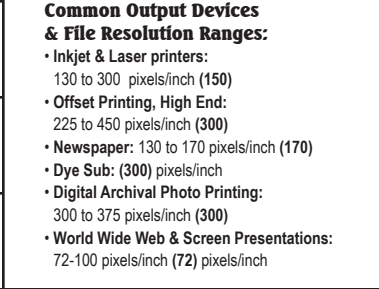 Common Output Devices
& File Resolution Ranges:
• Inkjet & Laser printers:
130 to 300 pixels/inch (150)
• Offset Printing, High End:
225 to 450 pixels/inch (300)
• Newspaper: 130 to 170 pixels/inch (170)
• Dye Sub: (300) pixels/inch
• Digital Archival Photo Printing:
300 to 375 pixels/inch (300)
• World Wide Web & Screen Presentations:
72-100 pixels/inch (72) pixels/inch